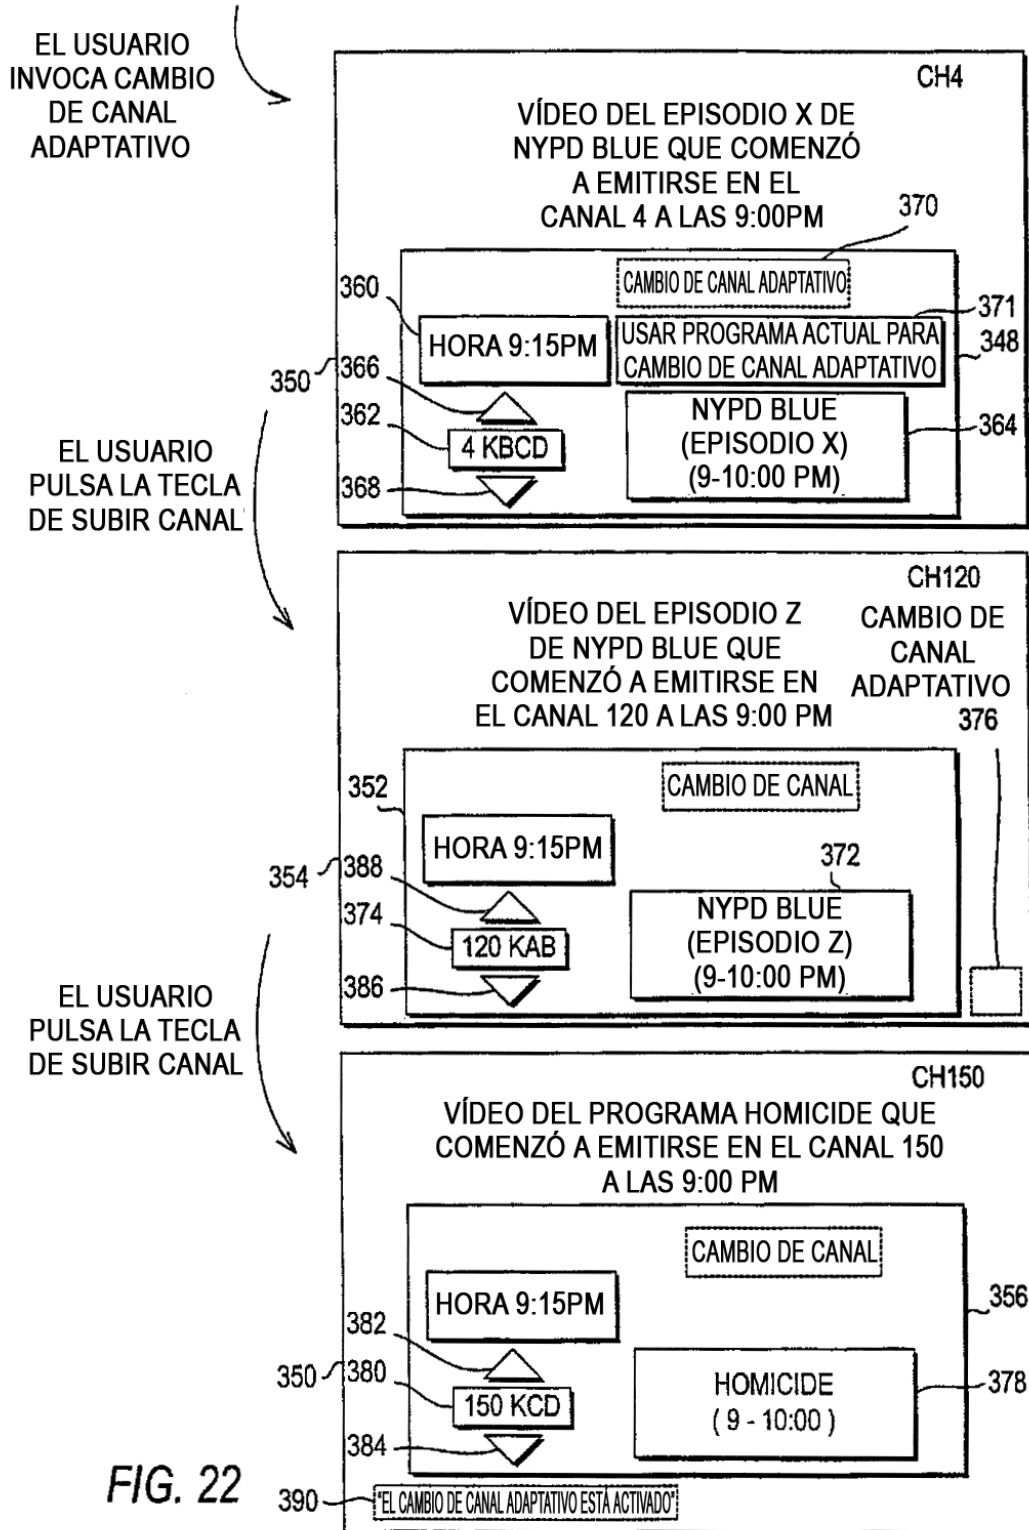 EL USUARIO
INVOCA CAMBIO
DE CANAL
ADAPTATIVO
CH4
VÍDEO DEL EPISODIO X DE
NYPD BLUE QUE COMENZÓ
A EMITIRSE EN EL
CANAL 4 A LAS 9:00PM
370
CAMBIO DE CANAL ADAPTATIVO
360
371
HORA 9:15PM
USAR PROGRAMA ACTUAL PARA
CAMBIO DE CANAL ADAPTATIVO
348
350
366
362
4 KBCD
368
NYPD BLUE
(EPISODIO X)
(9-10:00 PM)
364
EL USUARIO
PULSA LA TECLA
DE SUBIR CANAL
CH120
VÍDEO DEL EPISODIO Z
DE NYPD BLUE QUE
COMENZÓ A EMITIRSE EN
EL CANAL 120 A LAS 9:00 PM
CAMBIO DE
CANAL
ADAPTATIVO
376
352
CAMBIO DE CANAL
HORA 9:15PM
354
388
372
374
120 KAB
386
NYPD BLUE
(EPISODIO Z)
(9-10:00 PM)
EL USUARIO
PULSA LA TECLA
DE SUBIR CANAL
CH150
VÍDEO DEL PROGRAMA HOMICIDE QUE
COMENZÓ A EMITIRSE EN EL CANAL 150
A LAS 9:00 PM
CAMBIO DE CANAL
HORA 9:15PM
356
382
350
380
150 KCD
384
HOMICIDE
( 9 - 10:00 )
378
FIG. 22
390
"EL CAMBIO DE CANAL ADAPTATIVO ESTÁ ACTIVADO"